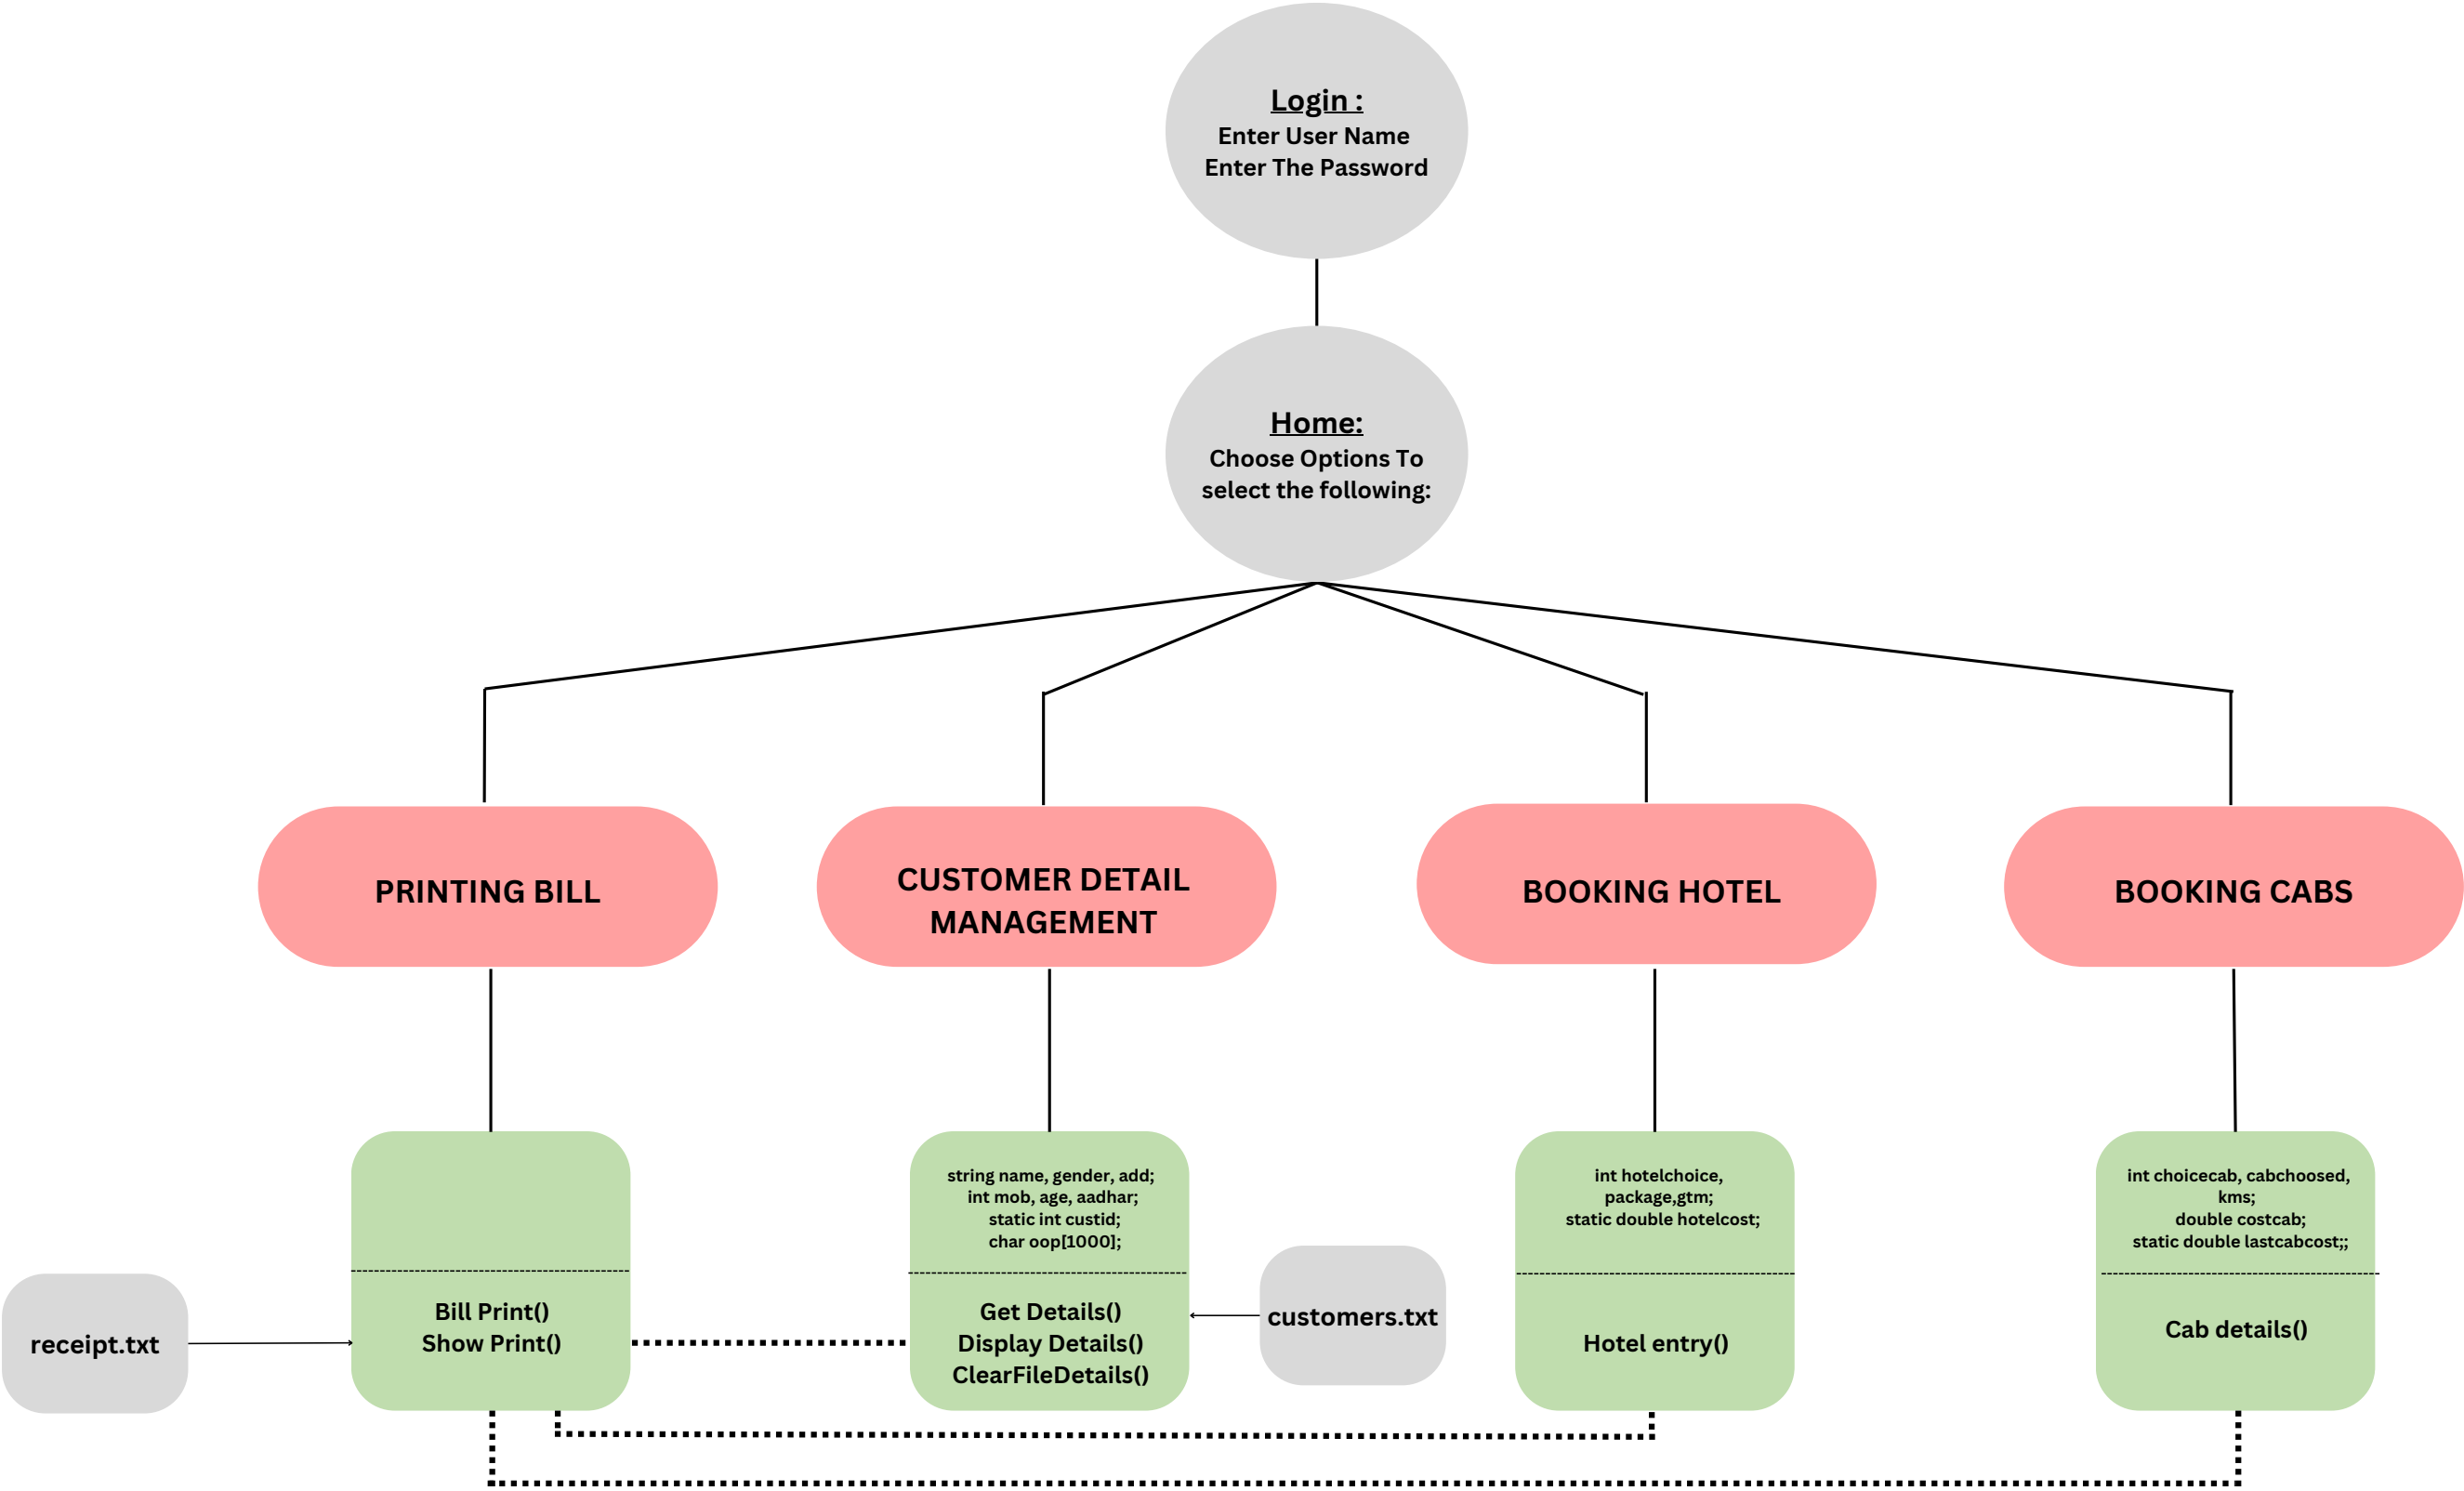 Login :
Enter User Name
Enter The Password
Home:
Choose Options To
select the following:
PRINTING BILL
CUSTOMER DETAIL
MANAGEMENT
BOOKING HOTEL
BOOKING CABS
string name, gender, add;
int mob, age, aadhar;
static int custid;
char oop[1000];
int hotelchoice,
package,gtm;
static double hotelcost;
int choicecab, cabchoosed,
kms;
double costcab;
static double lastcabcost;;
receipt.txt
Bill Print()
Show Print()
Get Details()
Display Details()
ClearFileDetails()
customers.txt
Hotel entry()
Cab details()